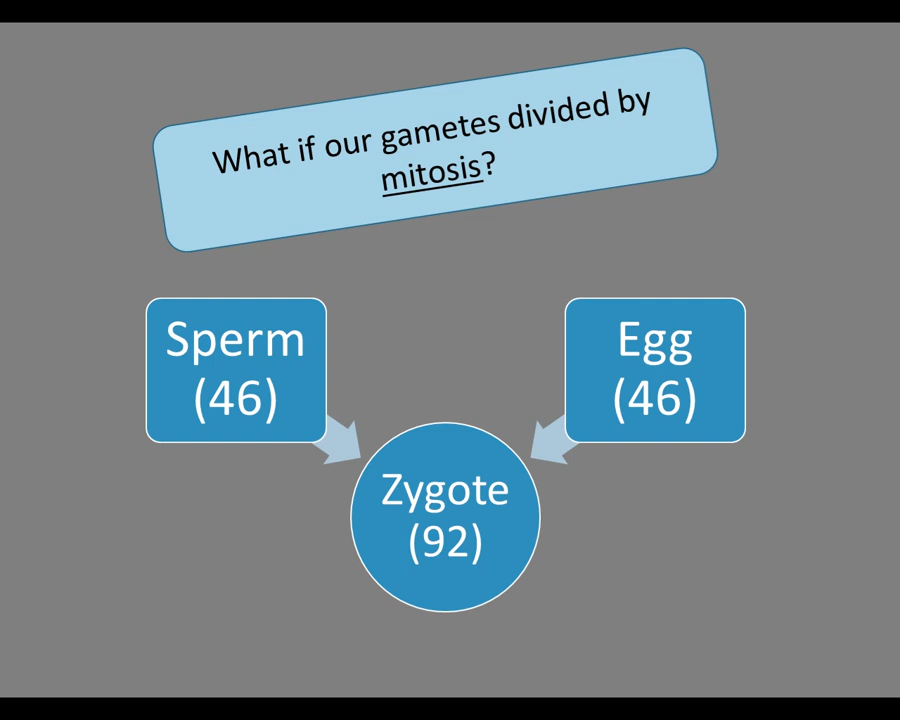 What if our gametes divided by
mitosis?
Sperm
(46)
Egg
(46)
Zygote
(92)